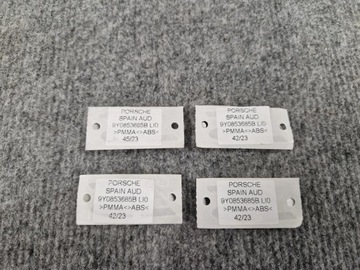 PORSCHE
SPAIN AUD
9Y0853685B LI0
>PMMA<>ABS<
45/23
PORSCHE
SPAIN AUD
9Y0853685B LI0
>PMMA<>ABS<
42/23
PORSCHE
SPAIN AUD
9Y0853685B LI0
>PMMA<>ABS<
42/23
PORSCHE
SPAIN AUD
9Y0853685B LI0
>PMMA<>ABS<
42/23